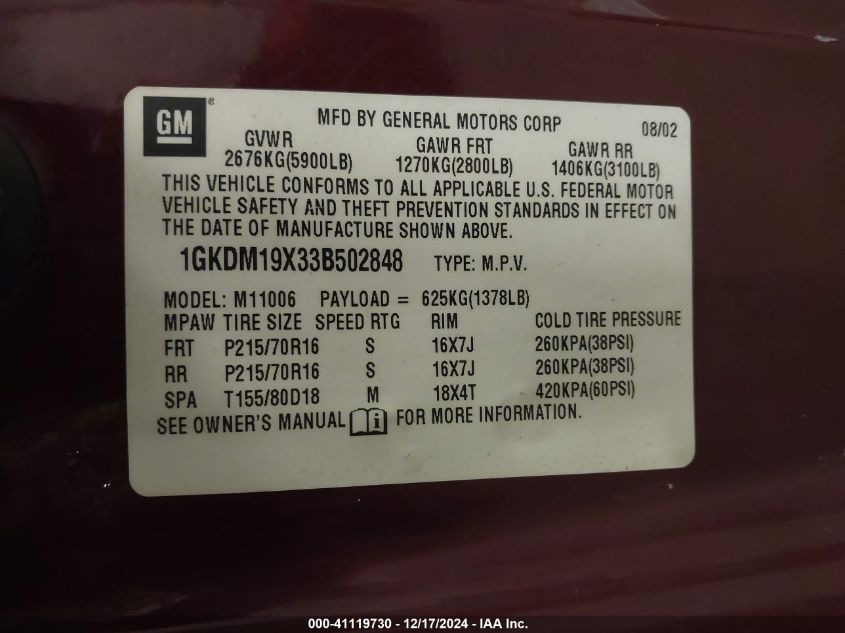 GM®
MFD BY GENERAL MOTORS CORP 08/02
GVWR GAWR FRT GAWR RR
2676KG(5900LB) 1270KG(2800LB) 1406KG(3100LB)
THIS VEHICLE CONFORMS TO ALL APPLICABLE U.S. FEDERAL MOTOR
VEHICLE SAFETY AND THEFT PREVENTION STANDARDS IN EFFECT ON
THE DATE OF MANUFACTURE SHOWN ABOVE.
1GKDM19X33B502848 TYPE: M.P.V.
MODEL: M11006 PAYLOAD = 625KG(1378LB)
MPAW TIRE SIZE SPEED RTG RIM COLD TIRE PRESSURE
FRT P215/70R16 S 16X7J 260KPA(38PSI)
RR P215/70R16 S 16X7J 260KPA(38PSI)
SPA T155/80D18 M 18X4T 420KPA(60PSI)
SEE OWNER'S MANUAL i FOR MORE INFORMATION.
000-41119730 - 12/17/2024 - IAA Inc.